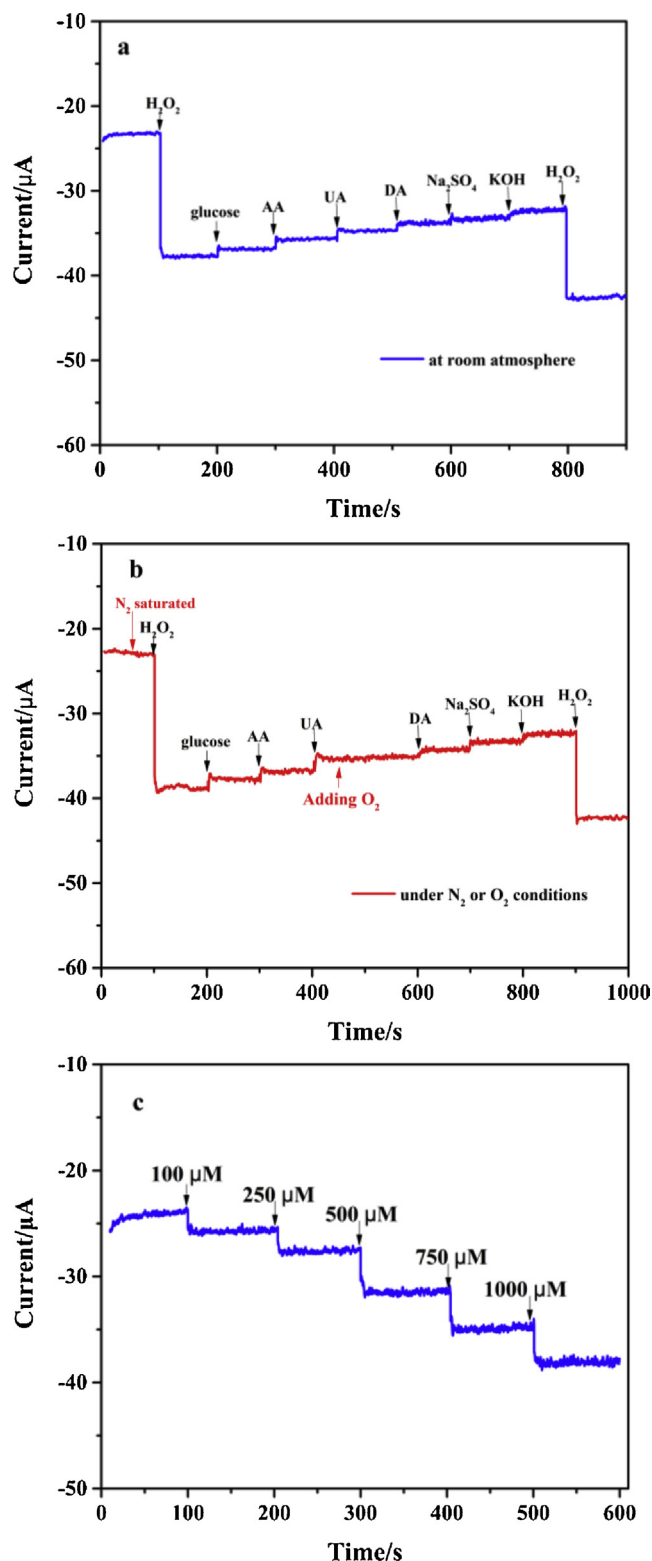 a
-10
-20
-30
-40
-50
-60
Current/μA
H₂O₂
glucose
AA
UA
DA
Na₂SO₄
KOH
H₂O₂
at room atmosphere
0 200 400 600 800
Time/s
b
-10
-20
-30
-40
-50
-60
Current/μA
N₂ saturated
H₂O₂
glucose
AA
UA
Adding O₂
DA
Na₂SO₄
KOH
H₂O₂
under N₂ or O₂ conditions
0 200 400 600 800 1000
Time/s
c
-10
-20
-30
-40
-50
Current/μA
100 μM
250 μM
500 μM
750 μM
1000 μM
0 100 200 300 400 500 600
Time/s